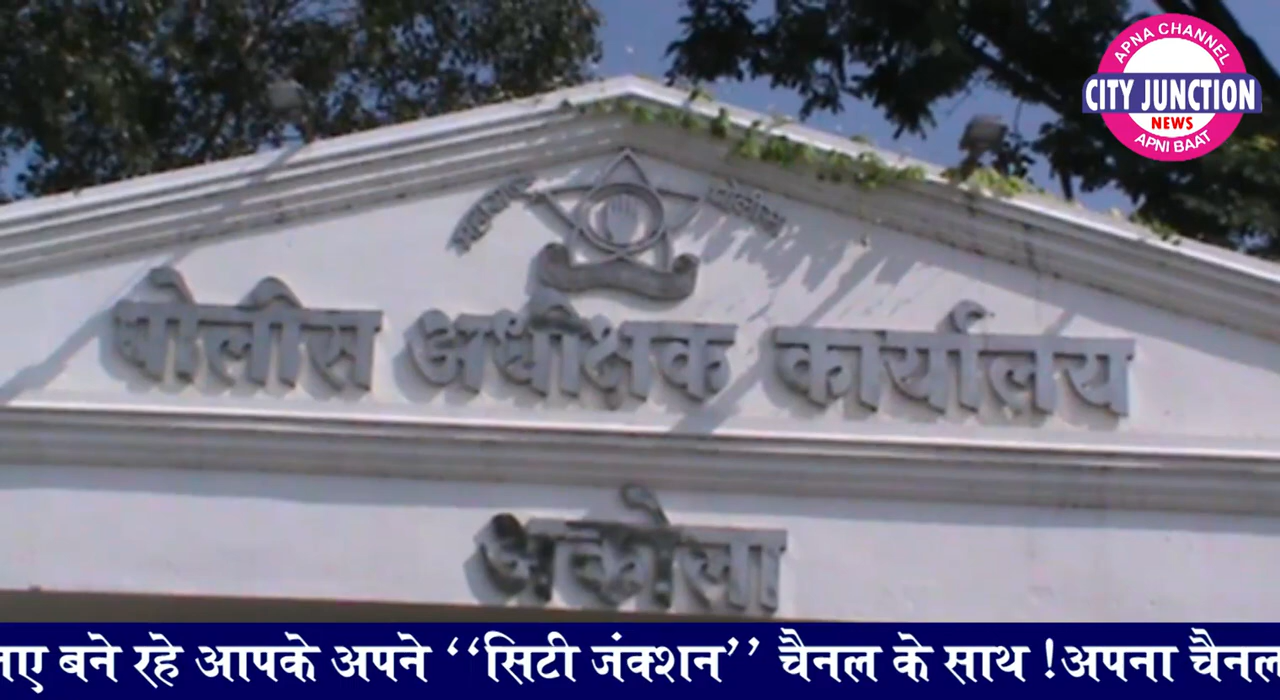 APNA CHANNEL
CITY JUNCTION
NEWS
APNI BAAT
पोलीस अधीक्षक कार्यालय
अकोला
बने रहे आपके अपने ‘‘सिटी जंक्शन’’ चैनल के साथ !अपना चैनल